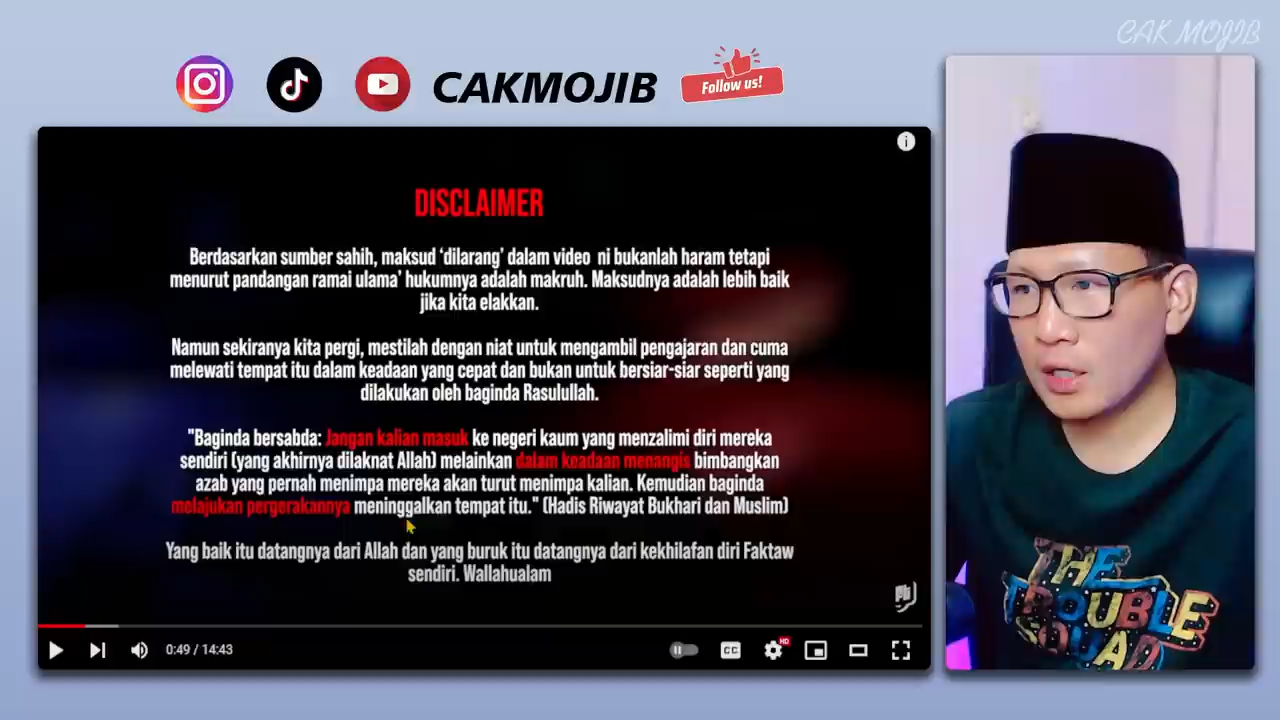 CAK MOJIB
CAKMOJIB
Follow us!
DISCLAIMER
Berdasarkan sumber sahih, maksud 'dilarang' dalam video ni bukanlah haram tetapi
menurut pandangan ramai ulama' hukumnya adalah makruh. Maksudnya adalah lebih baik
jika kita elakkan.
Namun sekiranya kita pergi, mestilah dengan niat untuk mengambil pengajaran dan cuma
melewati tempat itu dalam keadaan yang cepat dan bukan untuk bersiar-siar seperti yang
dilakukan oleh baginda Rasulullah.
"Baginda bersabda: Jangan kalian masuk ke negeri kaum yang menzalimi diri mereka
sendiri (yang akhirnya dilaknat Allah) melainkan dalam keadaan menangis bimbangkan
azab yang pernah menimpa mereka akan turut menimpa kalian. Kemudian baginda
melajukan pergerakannya meninggalkan tempat itu." (Hadis Riwayat Bukhari dan Muslim)
Yang baik itu datangnya dari Allah dan yang buruk itu datangnya dari kekhilafan diri Faktaw
sendiri. Wallahualam
0:49 / 14:43
CC
HD
THE
TROUBLE
SQUAD